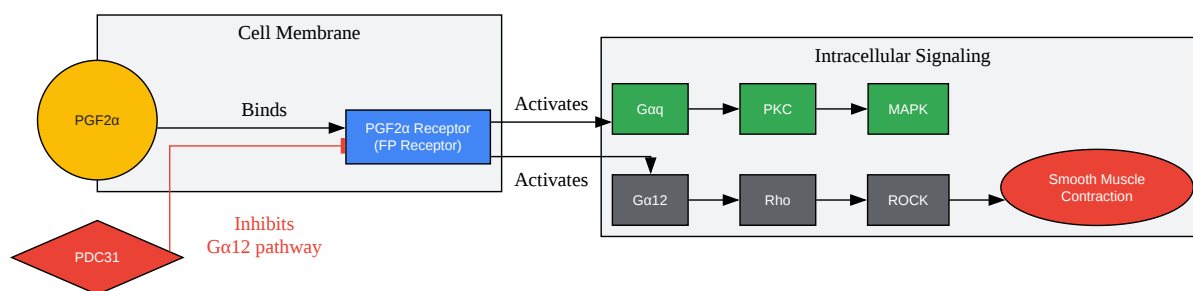 Cell Membrane
Intracellular Signaling
PGF2α
Binds
PGF2α Receptor
(FP Receptor)
Activates
Activates
Gαq
PKC
MAPK
Gα12
Rho
ROCK
Smooth Muscle
Contraction
PDC31
Inhibits
Gα12 pathway